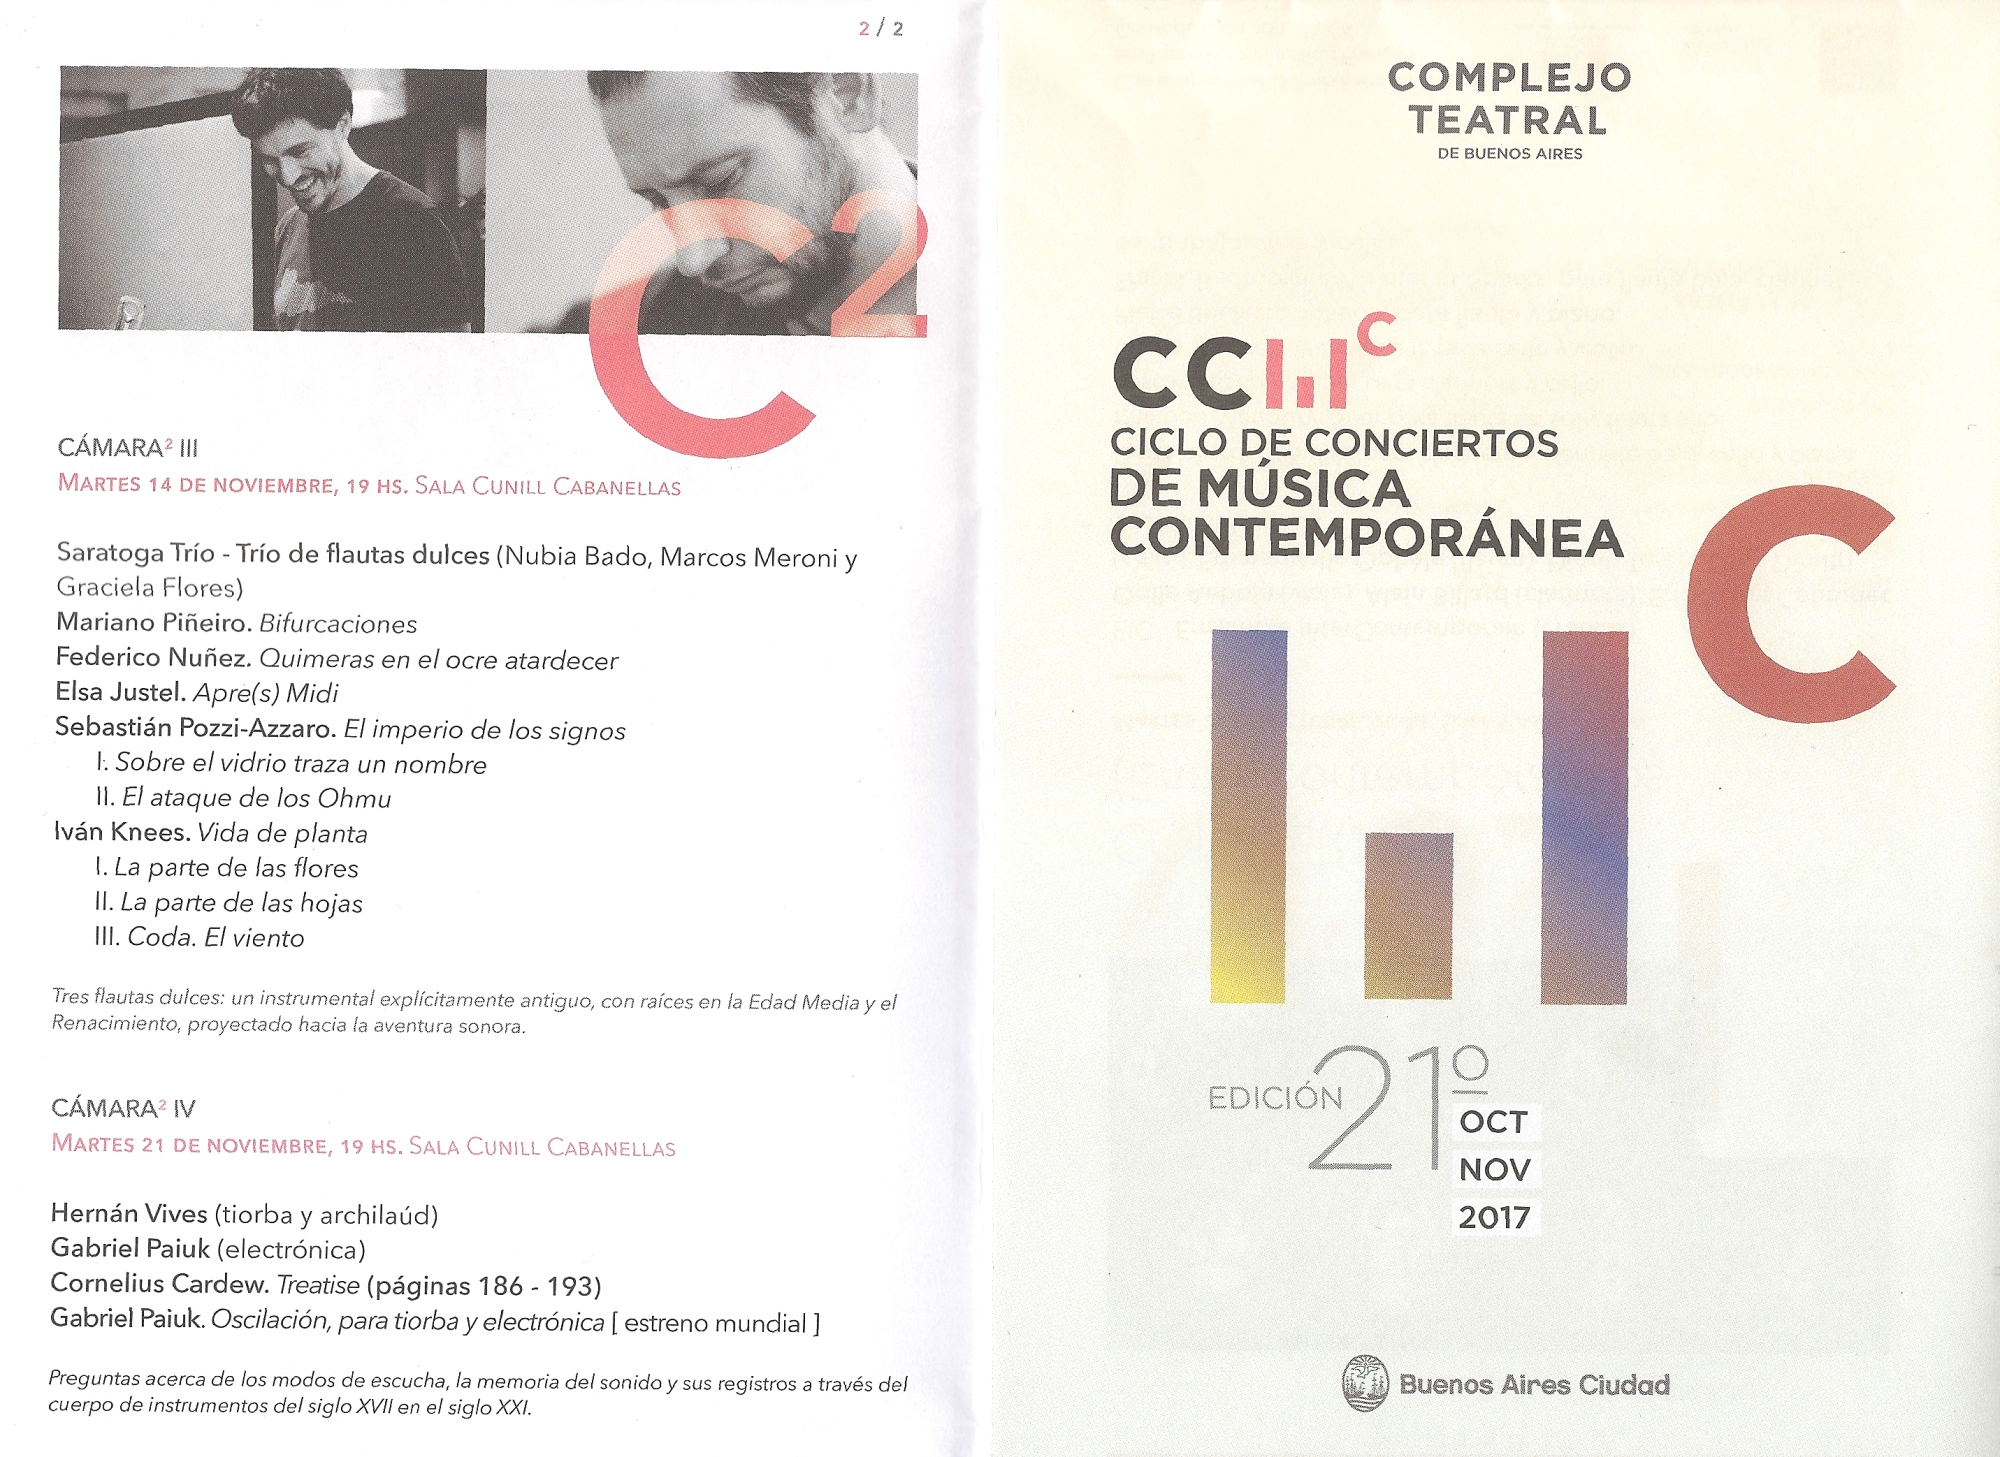 2 / 2
C2
CÁMARA2 III
MARTES 14 DE NOVIEMBRE, 19 HS. SALA CUNILL CABANELLAS
Saratoga Trío - Trío de flautas dulces (Nubia Bado, Marcos Meroni y
Graciela Flores)
Mariano Piñeiro. Bifurcaciones
Federico Nuñez. Quimeras en el ocre atardecer
Elsa Justel. Apre(s) Midi
Sebastián Pozzi-Azzaro. El imperio de los signos
I. Sobre el vidrio traza un nombre
II. El ataque de los Ohmu
Iván Knees. Vida de planta
I. La parte de las flores
II. La parte de las hojas
III. Coda. El viento
Tres flautas dulces: un instrumental explícitamente antiguo, con raíces en la Edad Media y el
Renacimiento, proyectado hacia la aventura sonora.
CÁMARA2 IV
MARTES 21 DE NOVIEMBRE, 19 HS. SALA CUNILL CABANELLAS
Hernán Vives (tiorba y archilaúd)
Gabriel Paiuk (electrónica)
Cornelius Cardew. Treatise (páginas 186 - 193)
Gabriel Paiuk. Oscilación, para tiorba y electrónica [ estreno mundial ]
Preguntas acerca de los modos de escucha, la memoria del sonido y sus registros a través del
cuerpo de instrumentos del siglo XVII en el siglo XXI.
COMPLEJO
TEATRAL
DE BUENOS AIRES
CCMC
CICLO DE CONCIERTOS
DE MÚSICA
CONTEMPORÁNEA
C
EDICIÓN 21º
OCT
NOV
2017
Buenos Aires Ciudad